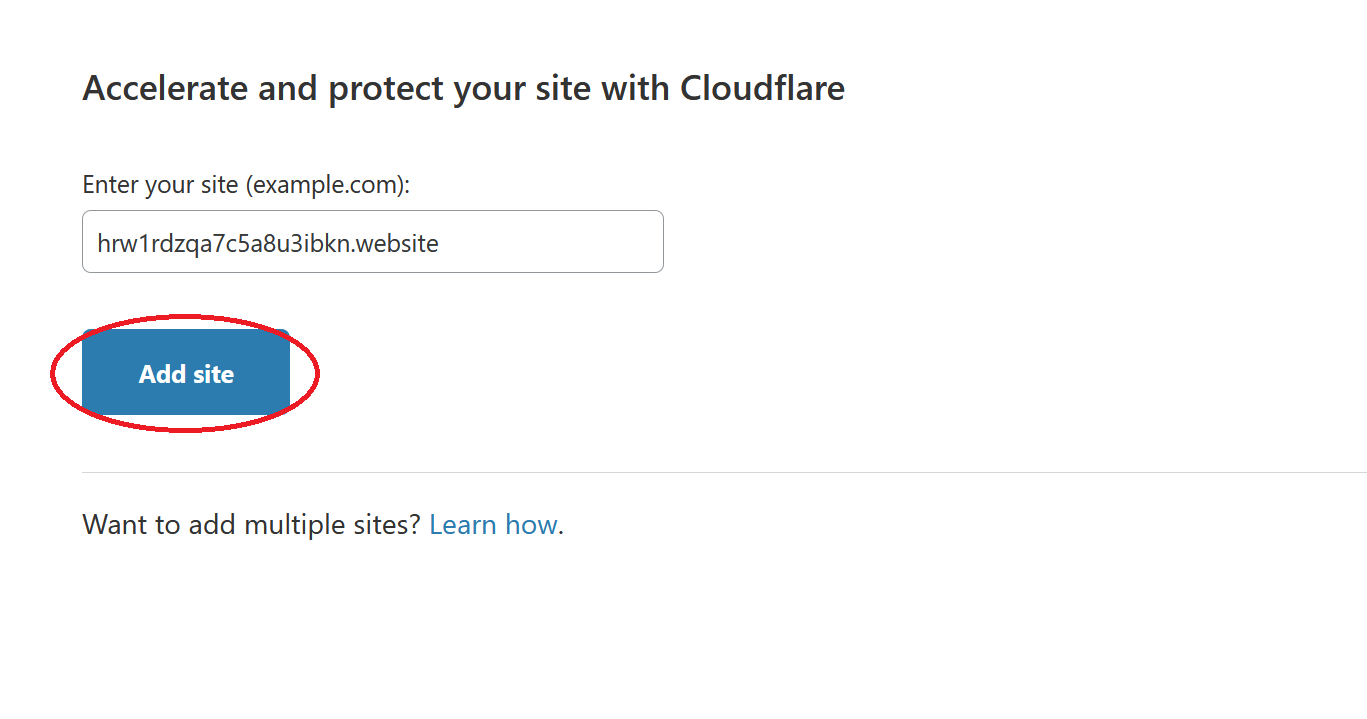 Accelerate and protect your site with Cloudflare
Enter your site (example.com):
hrw1rdzqa7c5a8u3ibkn.website
Add site
Want to add multiple sites? Learn how.